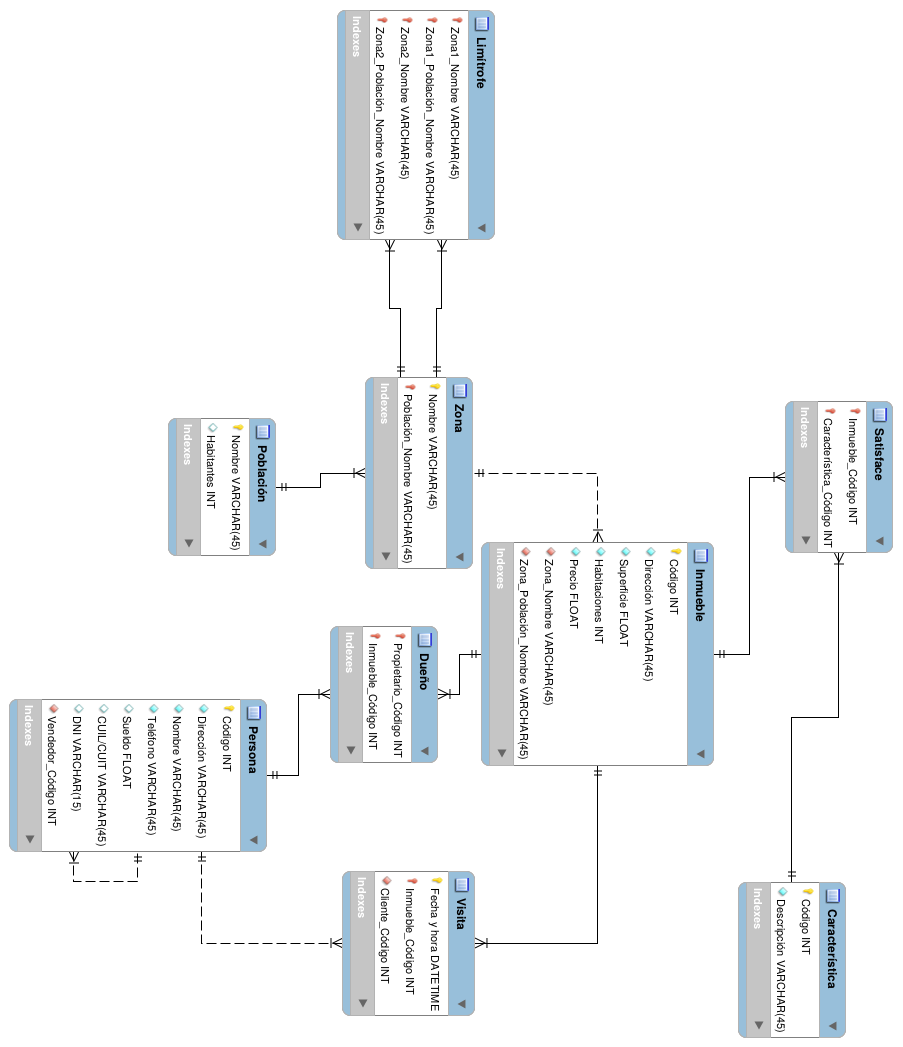 Limítrofe
Zona1_Nombre VARCHAR(45)
Zona1_Población_Nombre VARCHAR(45)
Zona2_Nombre VARCHAR(45)
Zona2_Población_Nombre VARCHAR(45)
Indexes
Zona
Nombre VARCHAR(45)
Población_Nombre VARCHAR(45)
Indexes
Población
Nombre VARCHAR(45)
Habitantes INT
Indexes
Satisface
Inmueble_Código INT
Característica_Código INT
Indexes
Inmueble
Código INT
Dirección VARCHAR(45)
Superficie FLOAT
Habitaciones INT
Precio FLOAT
Zona_Nombre VARCHAR(45)
Zona_Población_Nombre VARCHAR(45)
Indexes
Dueño
Propietario_Código INT
Inmueble_Código INT
Indexes
Persona
Código INT
Dirección VARCHAR(45)
Nombre VARCHAR(45)
Teléfono VARCHAR(45)
Sueldo FLOAT
CUIL/CUIT VARCHAR(45)
DNI VARCHAR(15)
Vendedor_Código INT
Indexes
Visita
Fecha y hora DATETIME
Inmueble_Código INT
Cliente_Código INT
Indexes
Característica
Código INT
Descripción VARCHAR(45)
Indexes